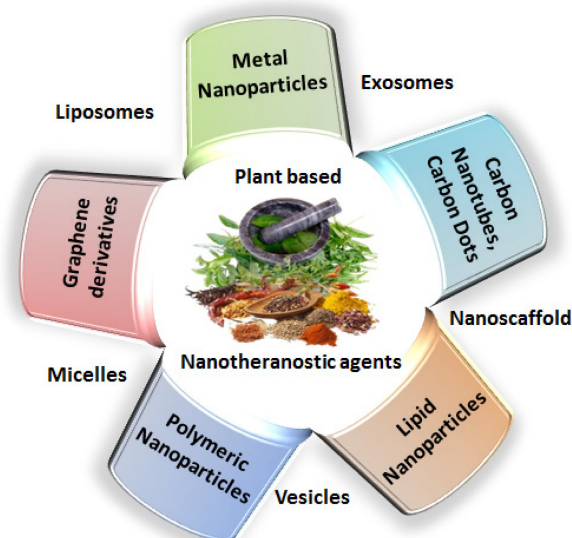 Metal
Nanoparticles
Exosomes
Liposomes
Carbon
Nanotubes,
Carbon Dots
Plant based
Graphene
derivatives
Nanoscaffold
Nanotheranostic agents
Micelles
Lipid
Nanoparticles
Polymeric
Nanoparticles
Vesicles